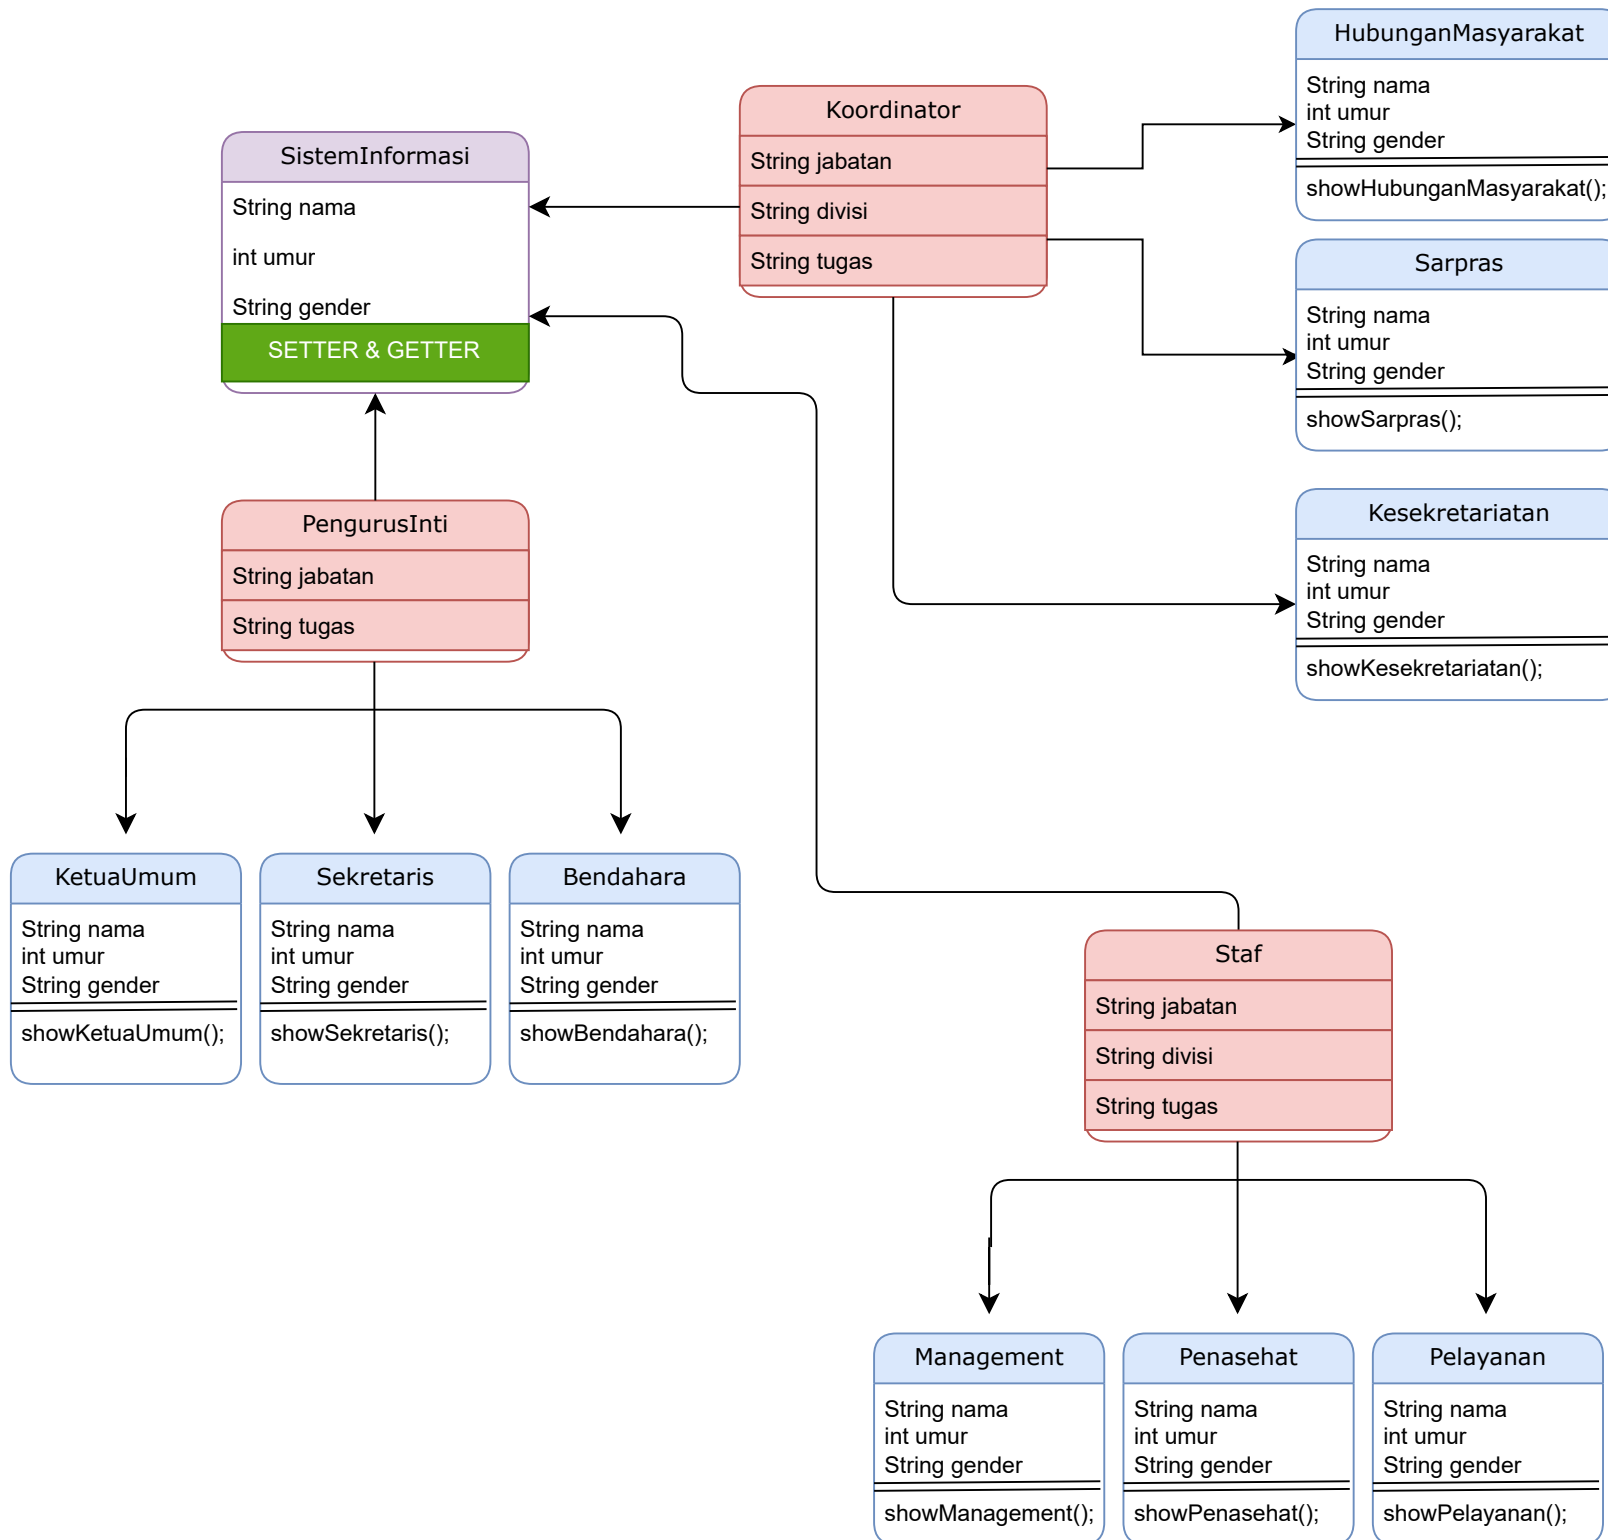 SistemInformasi
String nama
int umur
String gender
SETTER & GETTER
Koordinator
String jabatan
String divisi
String tugas
HubunganMasyarakat
String nama
int umur
String gender
showHubunganMasyarakat();
Sarpras
String nama
int umur
String gender
showSarpras();
Kesekretariatan
String nama
int umur
String gender
showKesekretariatan();
PengurusInti
String jabatan
String tugas
KetuaUmum
String nama
int umur
String gender
showKetuaUmum();
Sekretaris
String nama
int umur
String gender
showSekretaris();
Bendahara
String nama
int umur
String gender
showBendahara();
Staf
String jabatan
String divisi
String tugas
Management
String nama
int umur
String gender
showManagement();
Penasehat
String nama
int umur
String gender
showPenasehat();
Pelayanan
String nama
int umur
String gender
showPelayanan();